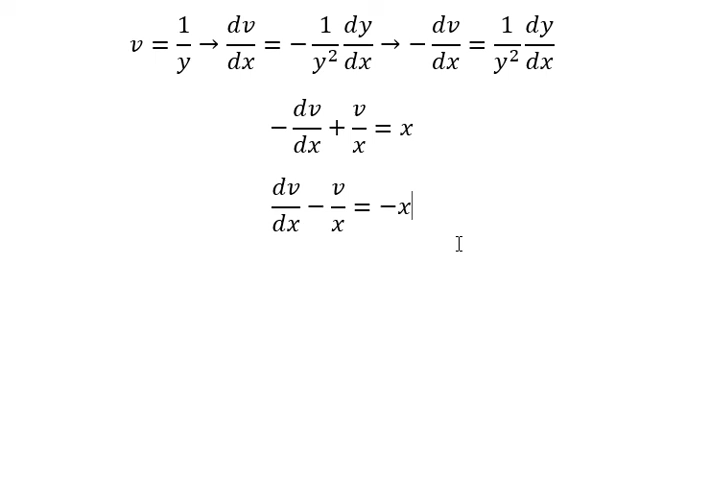 v = 1/y → dv/dx = − 1/y² dy/dx → − dv/dx = 1/y² dy/dx
− dv/dx + v/x = x
dv/dx − v/x = −x